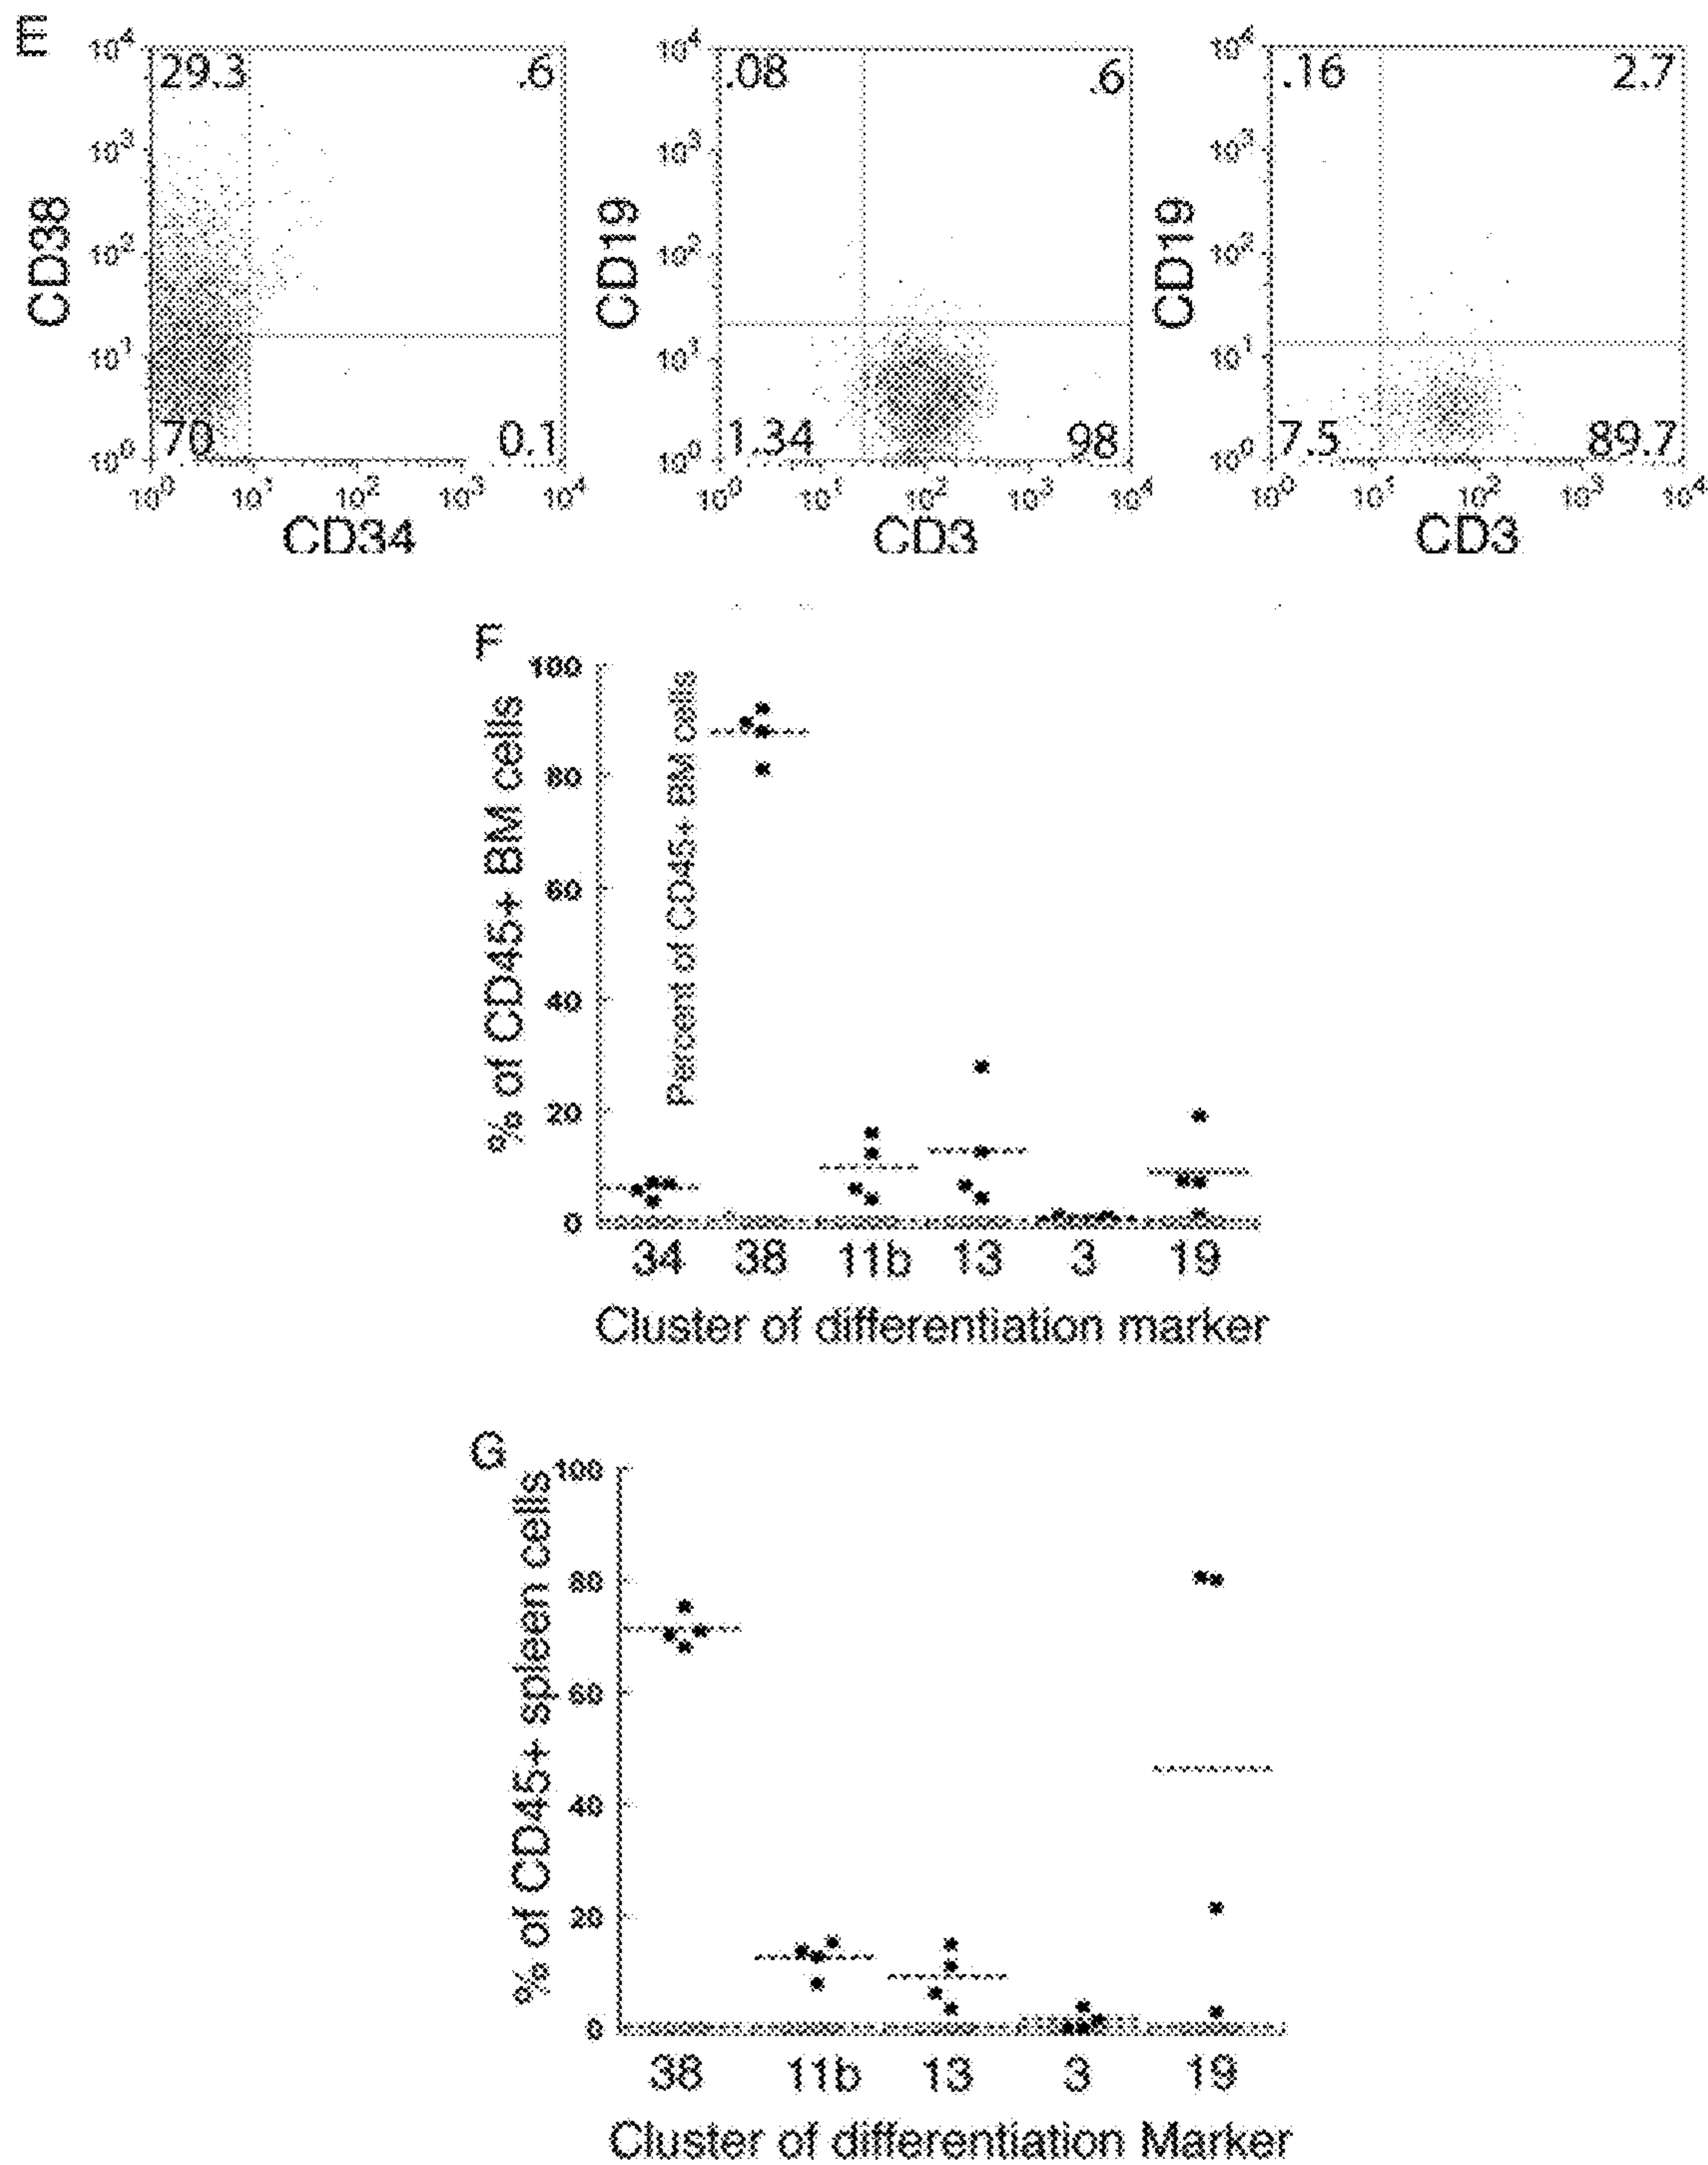 E
10⁴ 10³ 10² 10¹ 10⁰
CD38
29.3 .6
70 0.1
10⁰ 10¹ 10² 10³ 10⁴
CD34
10⁴ 10³ 10² 10¹ 10⁰
CD19
.08 .6
1.34 98
10⁰ 10¹ 10² 10³ 10⁴
CD3
10⁴ 10³ 10² 10¹ 10⁰
CD19
.16 2.7
7.5 89.7
10⁰ 10¹ 10² 10³ 10⁴
CD3
F
% of CD45+ BM cells
100
80
60
40
20
0
Percent of CD45+ BM cells
34 38 11b 13 3 19
Cluster of differentiation marker
G
% of CD45+ spleen cells
100
80
60
40
20
0
38 11b 13 3 19
Cluster of differentiation Marker